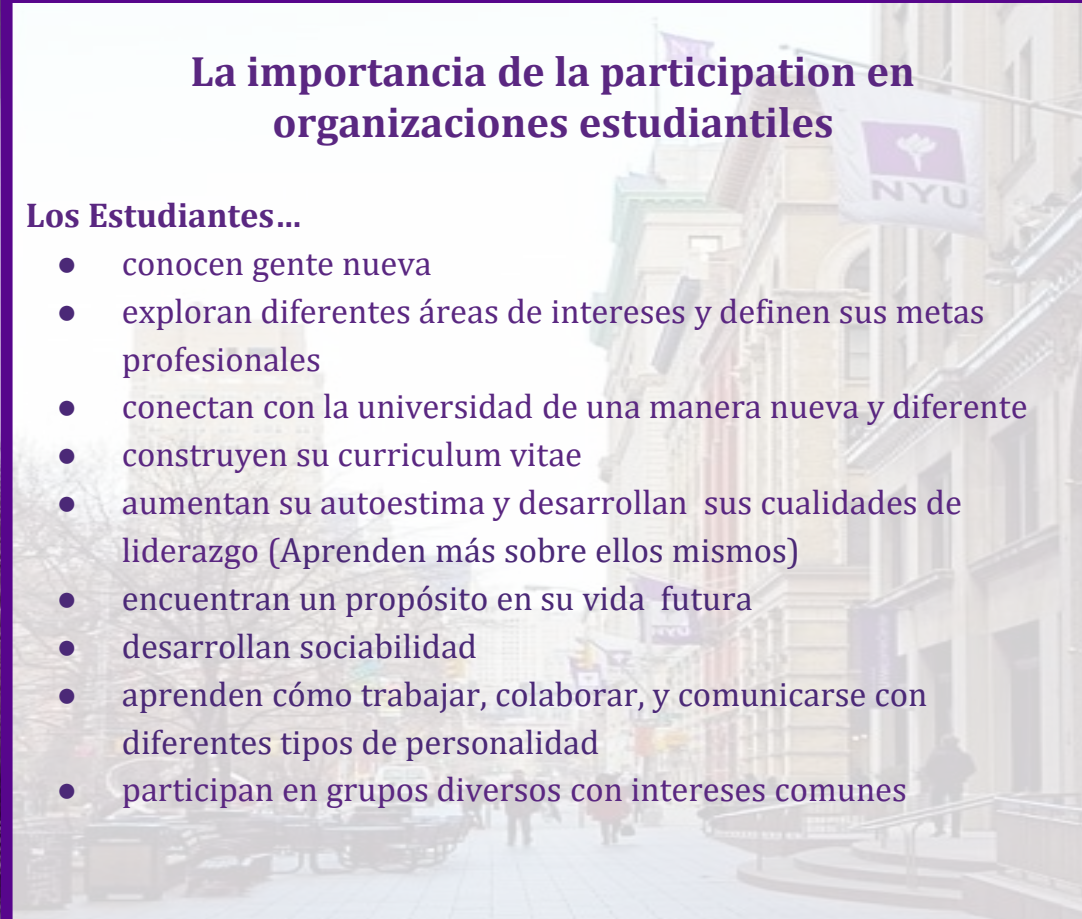 La importancia de la participation en
organizaciones estudiantiles
NYU
Los Estudiantes…
● conocen gente nueva
● exploran diferentes áreas de intereses y definen sus metas
profesionales
● conectan con la universidad de una manera nueva y diferente
● construyen su curriculum vitae
● aumentan su autoestima y desarrollan  sus cualidades de
liderazgo (Aprenden más sobre ellos mismos)
● encuentran un propósito en su vida  futura
● desarrollan sociabilidad
● aprenden cómo trabajar, colaborar, y comunicarse con
diferentes tipos de personalidad
● participan en grupos diversos con intereses comunes